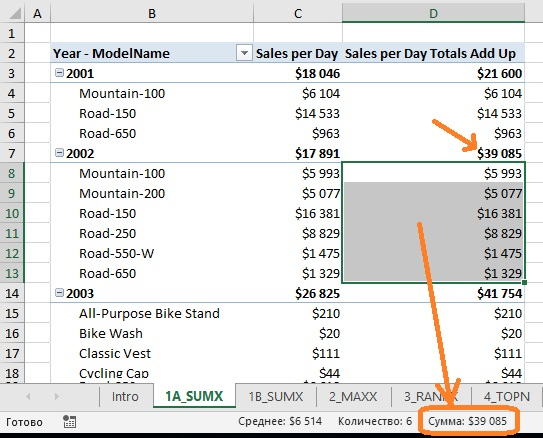 A B C D
1
2 Year - ModelName Sales per Day Sales per Day Totals Add Up
3 2001 $18 046 $21 600
4 Mountain-100 $6 104 $6 104
5 Road-150 $14 533 $14 533
6 Road-650 $963 $963
7 2002 $17 891 $39 085
8 Mountain-100 $5 993 $5 993
9 Mountain-200 $5 077 $5 077
10 Road-150 $16 381 $16 381
11 Road-250 $8 829 $8 829
12 Road-550-W $1 475 $1 475
13 Road-650 $1 329 $1 329
14 2003 $26 825 $41 754
15 All-Purpose Bike Stand $210 $210
16 Bike Wash $20 $20
17 Classic Vest $111 $111
18 Cycling Cap $44 $44
Intro 1A_SUMX 1B_SUMX 2_MAXX 4_TOPN
Готово Среднее: $6 514 Количество: 6 Сумма: $39 085